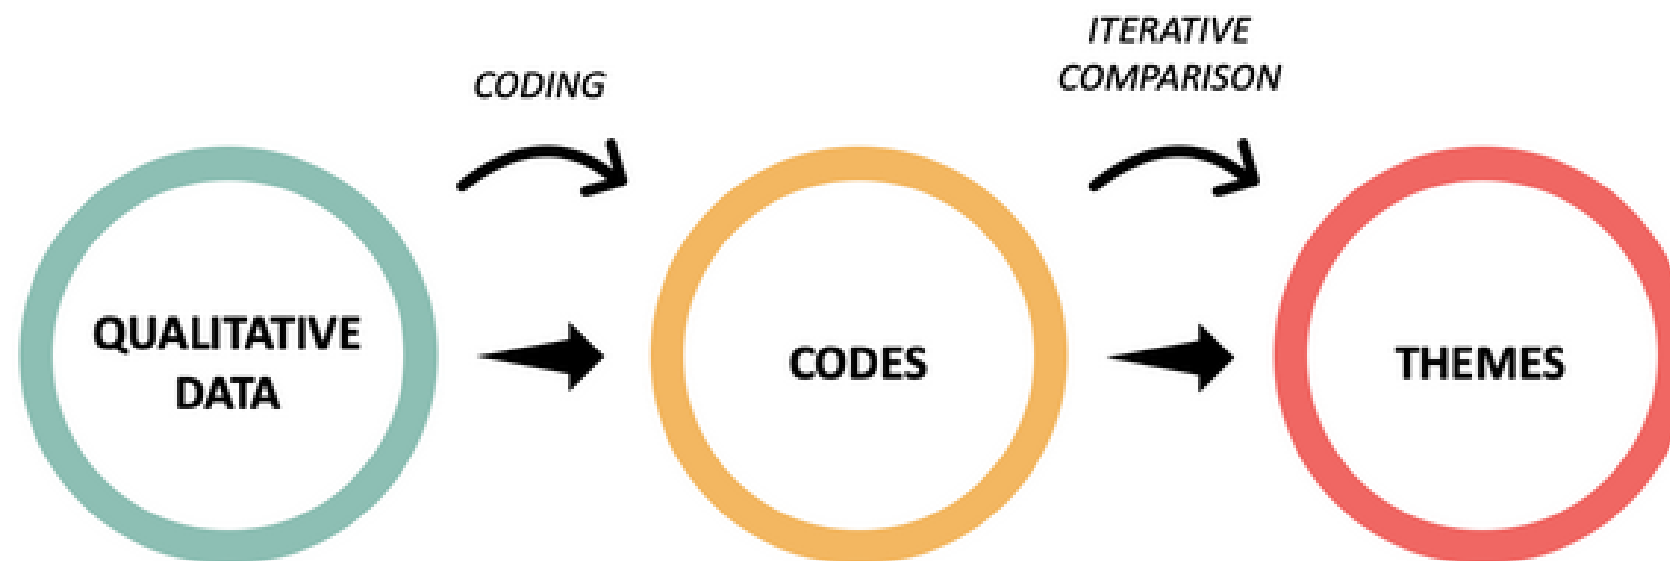 CODING
ITERATIVE
COMPARISON
QUALITATIVE
DATA
CODES
THEMES